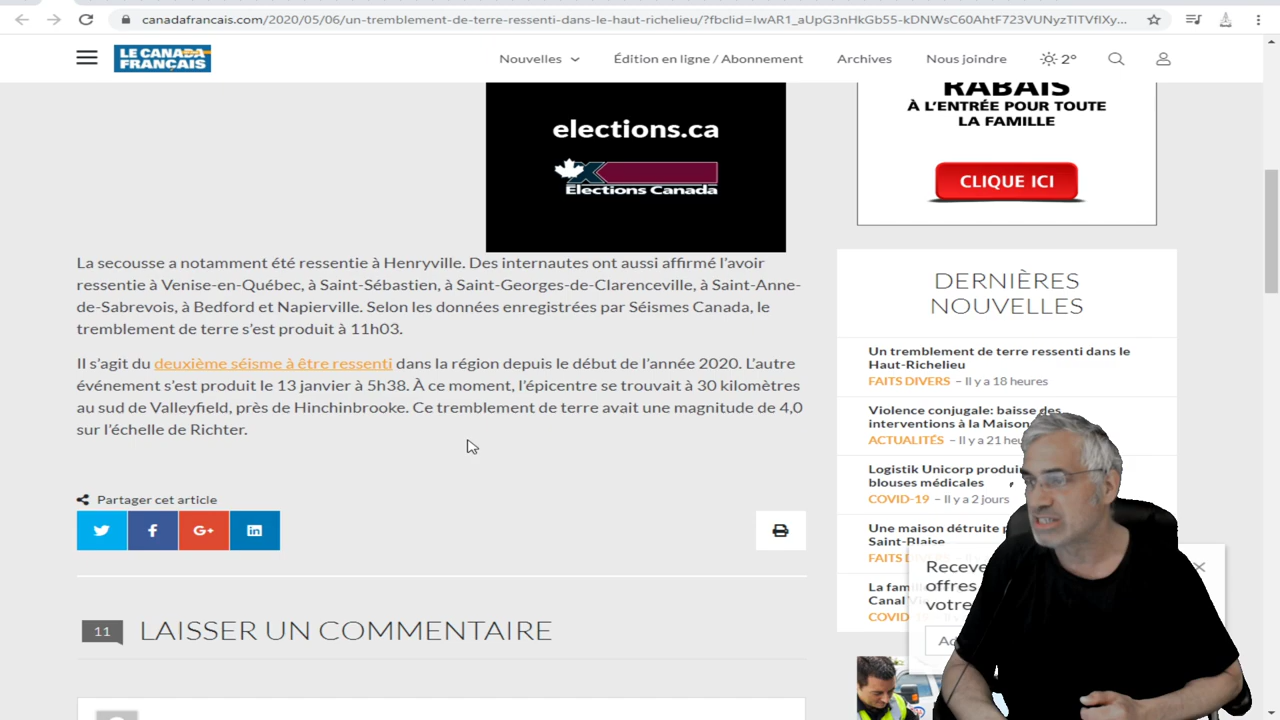 canadafrancais.com/2020/05/06/un-tremblement-de-terre-ressenti-dans-le-haut-richelieu/?fbclid=IwAR1_aUpG3nHkGb55-kDNWsC60AhtF723VUNyzTITVfIXy...
LE CANADA
FRANÇAIS
Nouvelles
Édition en ligne / Abonnement
Archives
Nous joindre
2°
elections.ca
Elections Canada
RABAIS
À L'ENTRÉE POUR TOUTE
LA FAMILLE
CLIQUE ICI
La secousse a notamment été ressentie à Henryville. Des internautes ont aussi affirmé l'avoir
ressentie à Venise-en-Québec, à Saint-Sébastien, à Saint-Georges-de-Clarenceville, à Saint-Anne-
de-Sabrevois, à Bedford et Napierville. Selon les données enregistrées par Séismes Canada, le
tremblement de terre s'est produit à 11h03.
Il s'agit du deuxième séisme à être ressenti dans la région depuis le début de l'année 2020. L'autre
événement s'est produit le 13 janvier à 5h38. À ce moment, l'épicentre se trouvait à 30 kilomètres
au sud de Valleyfield, près de Hinchinbrooke. Ce tremblement de terre avait une magnitude de 4,0
sur l'échelle de Richter.
Partager cet article
G+
in
11
LAISSER UN COMMENTAIRE
DERNIÈRES
NOUVELLES
Un tremblement de terre ressenti dans le
Haut-Richelieu
FAITS DIVERS – Il y a 18 heures
Violence conjugale: baisse des
interventions à la Maison
ACTUALITÉS – Il y a 21
Logistik Unicorp
blouses médicales
COVID-19 – Il y a 2 jours
Une maison détruite
Saint-Blaise
FAITS
La
Canal
offres